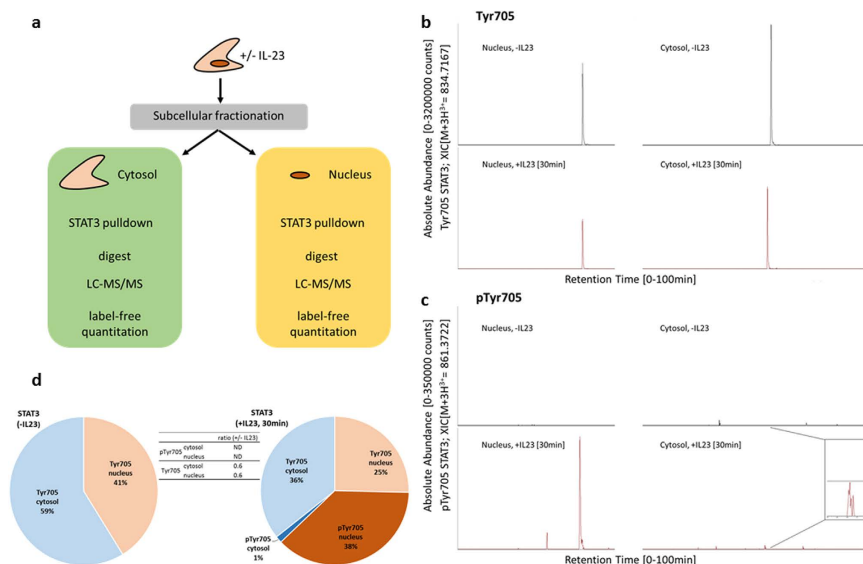 a
+/- IL-23
Subcellular fractionation
Cytosol
STAT3 pulldown
digest
LC-MS/MS
label-free
quantitation
Nucleus
STAT3 pulldown
digest
LC-MS/MS
label-free
quantitation
b
Tyr705
Absolute Abundance [0-3200000 counts]
Tyr705 STAT3; XIC[M+3H³⁺= 834.7167]
Nucleus, -IL23
Cytosol, -IL23
Nucleus, +IL23 [30min]
Cytosol, +IL23 [30min]
Retention Time [0-100min]
c
pTyr705
Absolute Abundance [0-350000 counts]
pTyr705 STAT3; XIC[M+3H³⁺= 861.3722]
Nucleus, -IL23
Cytosol, -IL23
Nucleus, +IL23 [30min]
Cytosol, +IL23 [30min]
Retention Time [0-100min]
d
STAT3
(-IL23)
Tyr705
nucleus
41%
Tyr705
cytosol
59%
ratio (+/- IL23)
pTyr705 cytosol ND
nucleus ND
Tyr705 cytosol 0.6
nucleus 0.6
STAT3
(+IL23, 30min)
Tyr705
cytosol
36%
Tyr705
nucleus
25%
pTyr705
nucleus
38%
pTyr705
cytosol
1%